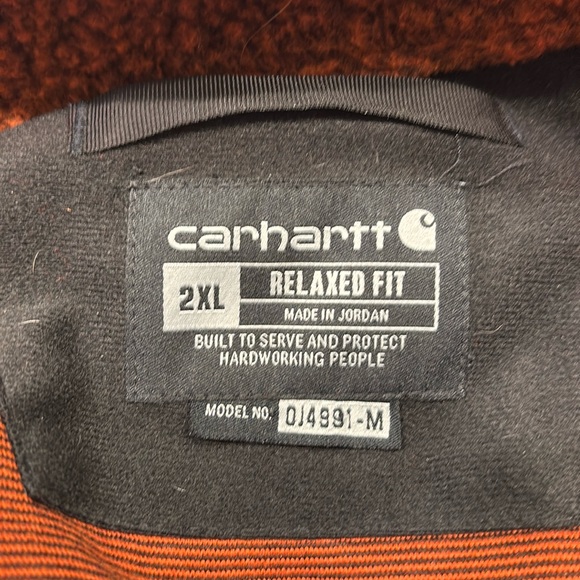 carhartt
2XL RELAXED FIT
MADE IN JORDAN
BUILT TO SERVE AND PROTECT
HARDWORKING PEOPLE
MODEL NO. OJ4991-M